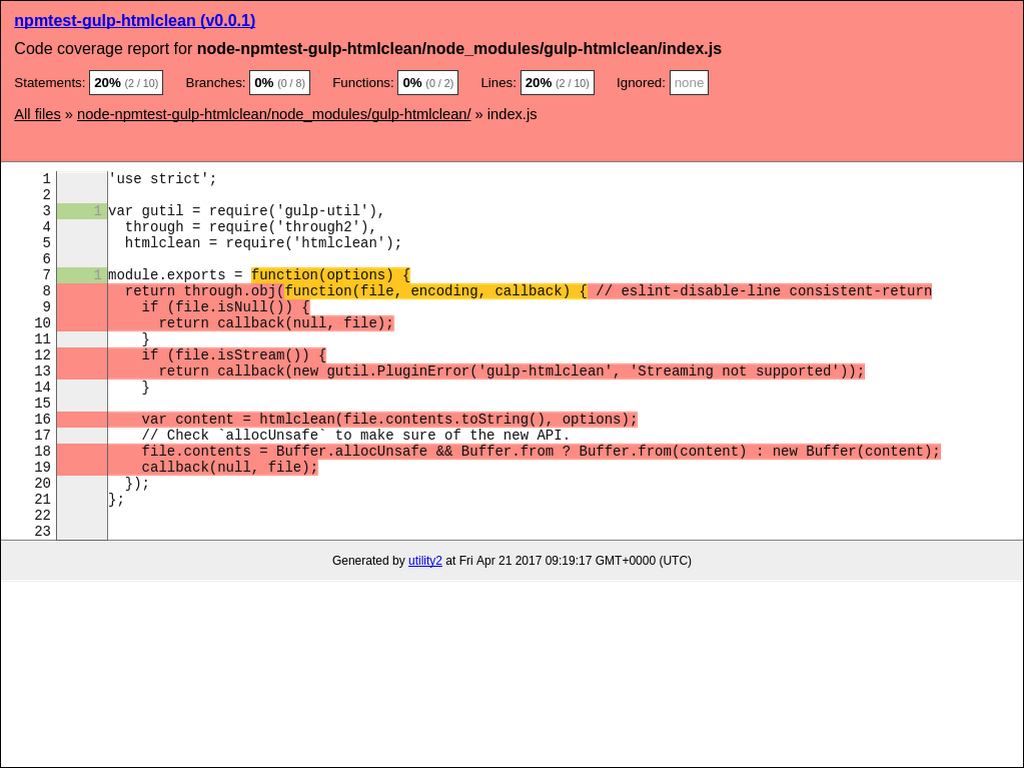 npmtest-gulp-htmlclean (v0.0.1)
Code coverage report for node-npmtest-gulp-htmlclean/node_modules/gulp-htmlclean/index.js
Statements: 20% (2 / 10) Branches: 0% (0 / 8) Functions: 0% (0 / 2) Lines: 20% (2 / 10) Ignored: none
All files » node-npmtest-gulp-htmlclean/node_modules/gulp-htmlclean/ » index.js
1 'use strict';
2
3 1 var gutil = require('gulp-util'),
4   through = require('through2'),
5   htmlclean = require('htmlclean');
6
7 1 module.exports = function(options) {
8   return through.obj(function(file, encoding, callback) { // eslint-disable-line consistent-return
9     if (file.isNull()) {
10       return callback(null, file);
11     }
12     if (file.isStream()) {
13       return callback(new gutil.PluginError('gulp-htmlclean', 'Streaming not supported'));
14     }
15
16     var content = htmlclean(file.contents.toString(), options);
17     // Check `allocUnsafe` to make sure of the new API.
18     file.contents = Buffer.allocUnsafe && Buffer.from ? Buffer.from(content) : new Buffer(content);
19     callback(null, file);
20   });
21 };
22
23
Generated by utility2 at Fri Apr 21 2017 09:19:17 GMT+0000 (UTC)